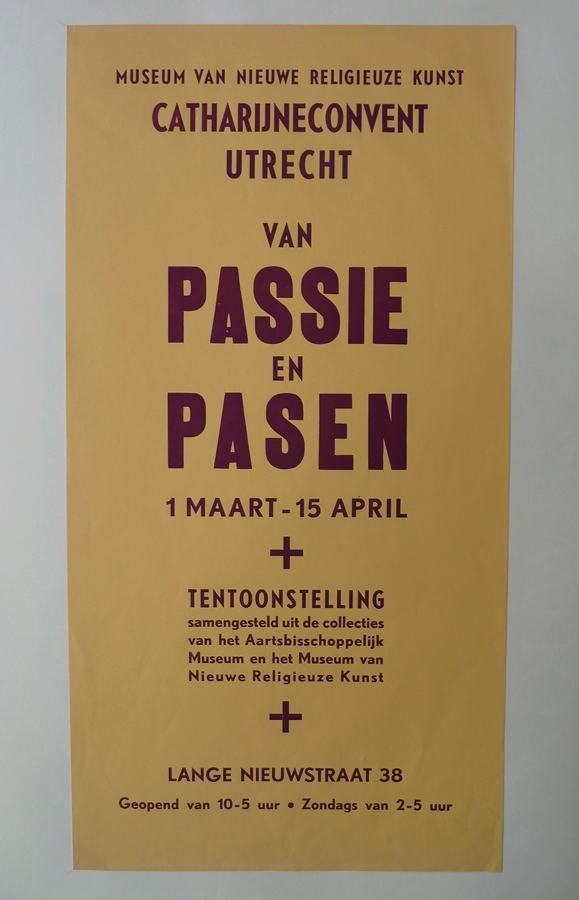 MUSEUM VAN NIEUWE RELIGIEUZE KUNST
CATHARIJNECONVENT
UTRECHT
VAN
PASSIE
EN
PASEN
1 MAART - 15 APRIL
TENTOONSTELLING
samengesteld uit de collecties
van het Aartsbisschoppelijk
Museum en het Museum van
Nieuwe Religieuze Kunst
LANGE NIEUWSTRAAT 38
Geopend van 10-5 uur • Zondags van 2-5 uur